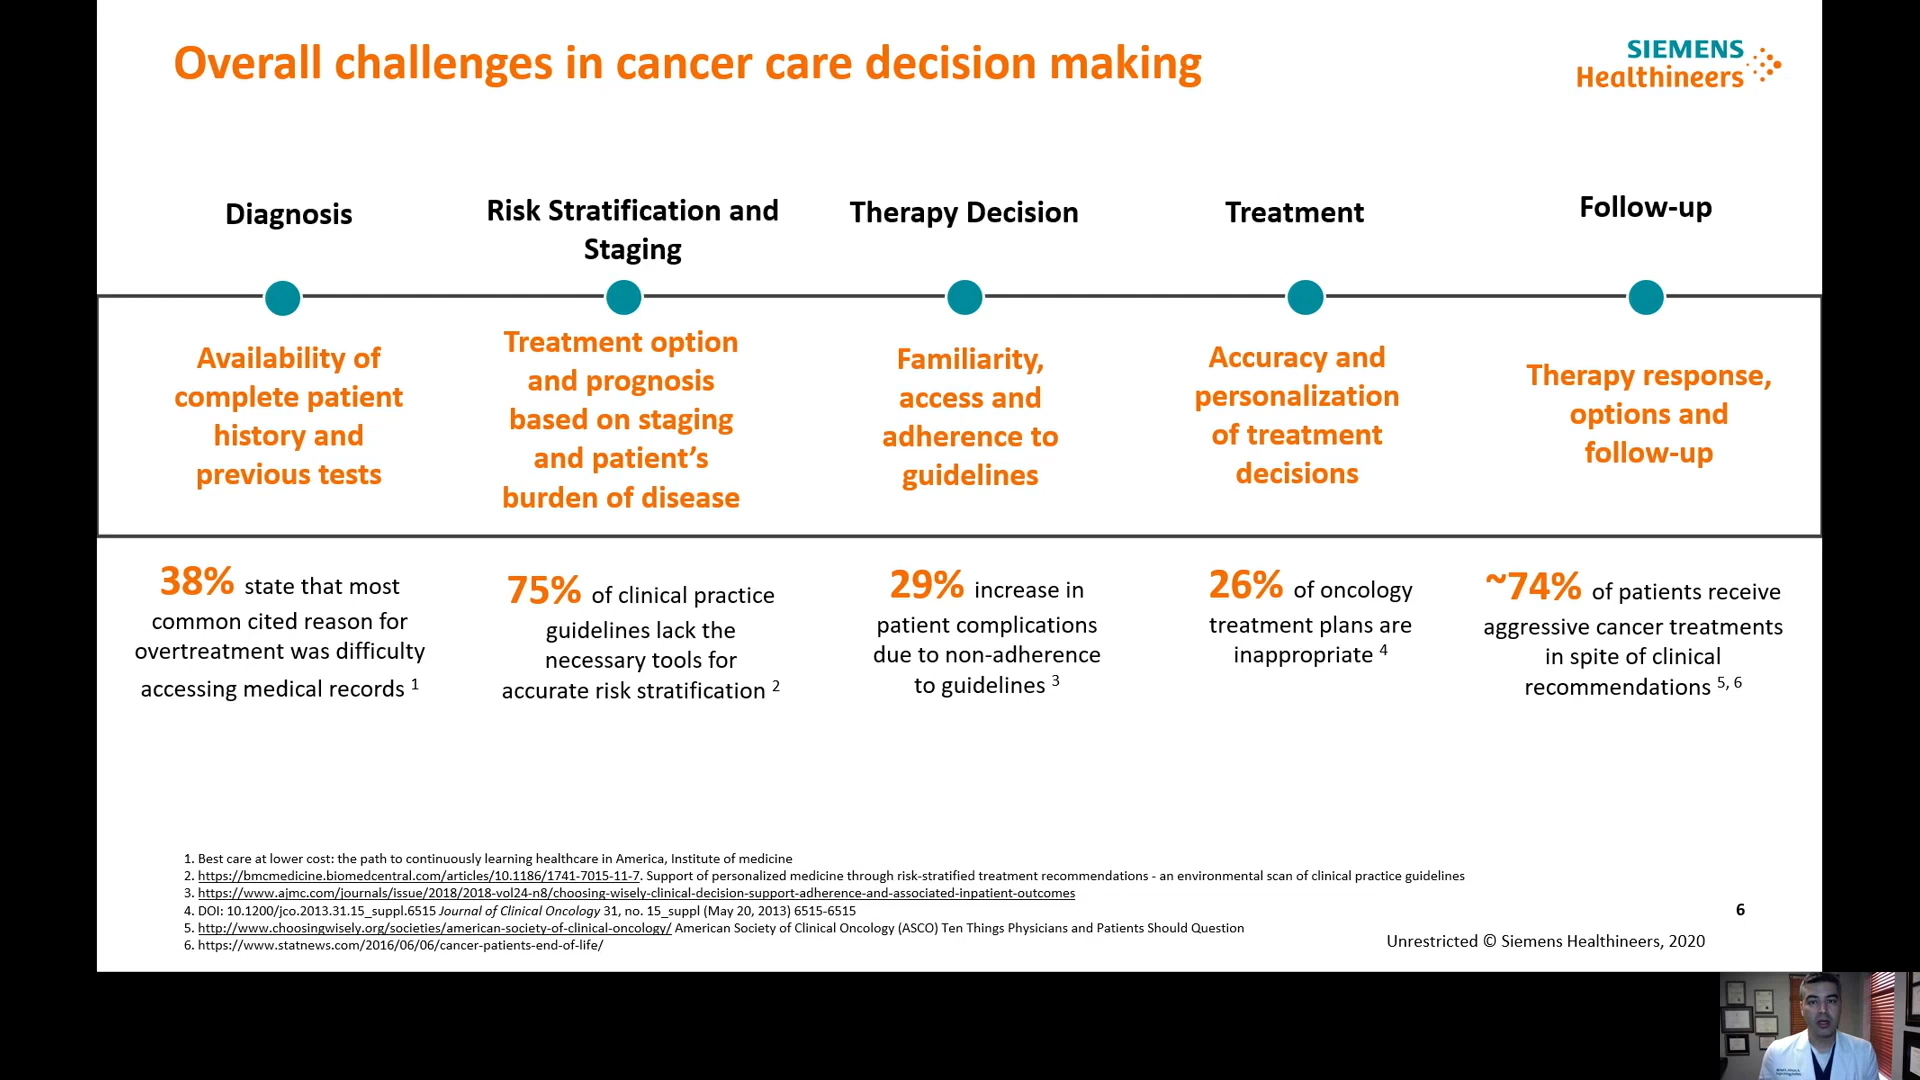 Overall challenges in cancer care decision making
SIEMENS
Healthineers
Diagnosis
Risk Stratification and
Staging
Therapy Decision
Treatment
Follow-up
Availability of
complete patient
history and
previous tests
Treatment option
and prognosis
based on staging
and patient’s
burden of disease
Familiarity,
access and
adherence to
guidelines
Accuracy and
personalization
of treatment
decisions
Therapy response,
options and
follow-up
38% state that most
common cited reason for
overtreatment was difficulty
accessing medical records 1
75% of clinical practice
guidelines lack the
necessary tools for
accurate risk stratification 2
29% increase in
patient complications
due to non-adherence
to guidelines 3
26% of oncology
treatment plans are
inappropriate 4
~74% of patients receive
aggressive cancer treatments
in spite of clinical
recommendations 5, 6
1. Best care at lower cost: the path to continuously learning healthcare in America, Institute of medicine
2. https://bmcmedicine.biomedcentral.com/articles/10.1186/1741-7015-11-7. Support of personalized medicine through risk-stratified treatment recommendations - an environmental scan of clinical practice guidelines
3. https://www.ajmc.com/journals/issue/2018/2018-vol24-n8/choosing-wisely-clinical-decision-support-adherence-and-associated-inpatient-outcomes
4. DOI: 10.1200/jco.2013.31.15_suppl.6515 Journal of Clinical Oncology 31, no. 15_suppl (May 20, 2013) 6515-6515
5. http://www.choosingwisely.org/societies/american-society-of-clinical-oncology/ American Society of Clinical Oncology (ASCO) Ten Things Physicians and Patients Should Question
6. https://www.statnews.com/2016/06/06/cancer-patients-end-of-life/
6
Unrestricted © Siemens Healthineers, 2020